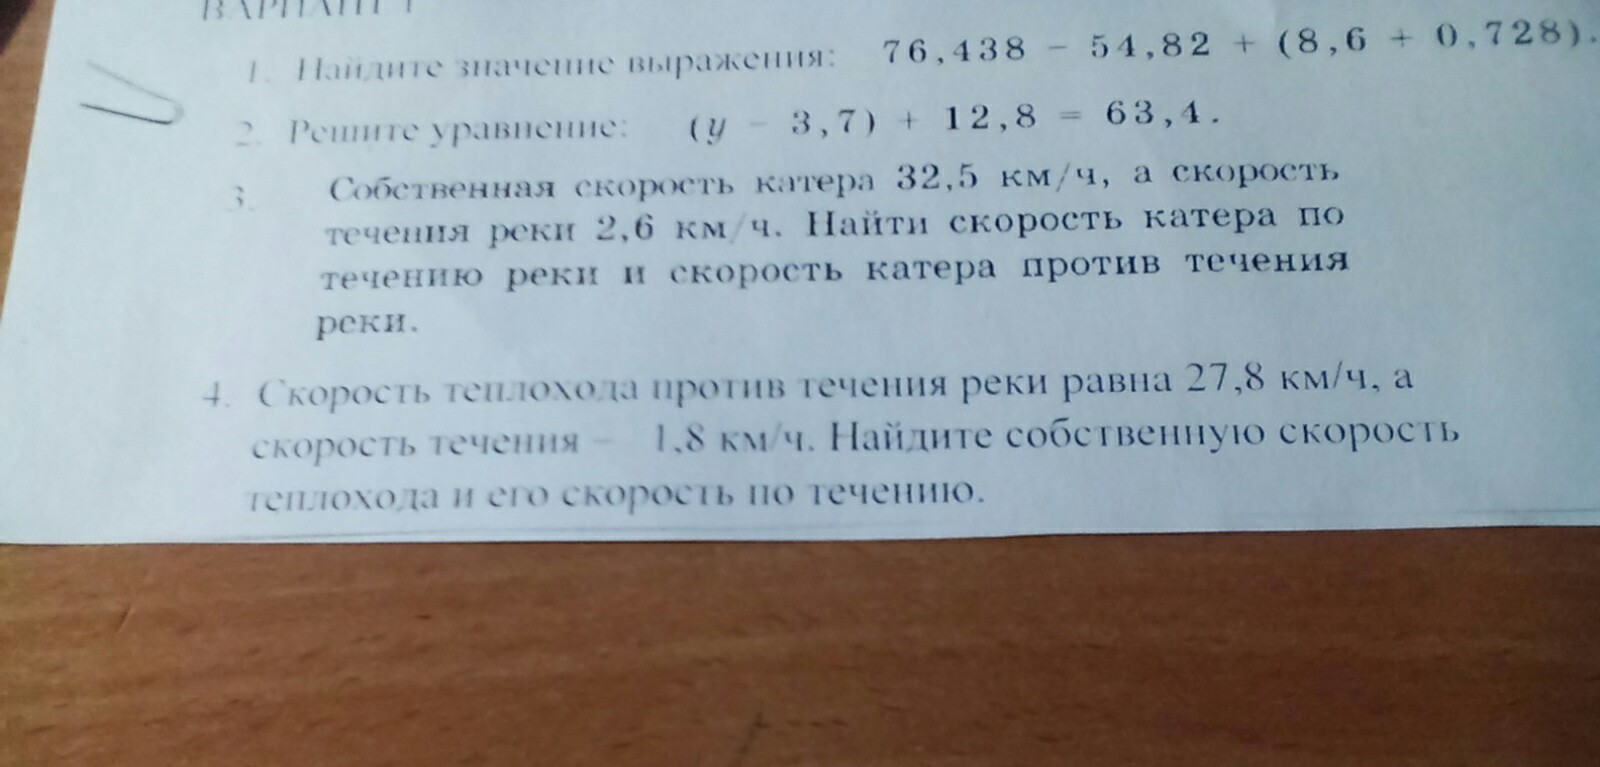 ВАРИАНТ 1
1. Найдите значение выражения: 76,438 – 54,82 + (8,6 + 0,728).
2. Решите уравнение: (y – 3,7) + 12,8 = 63,4.
3. Собственная скорость катера 32,5 км/ч, а скорость
течения реки 2,6 км/ч. Найти скорость катера по
течению реки и скорость катера против течения
реки.
4. Скорость теплохода против течения реки равна 27,8 км/ч, а
скорость течения – 1,8 км/ч. Найдите собственную скорость
теплохода и его скорость по течению.